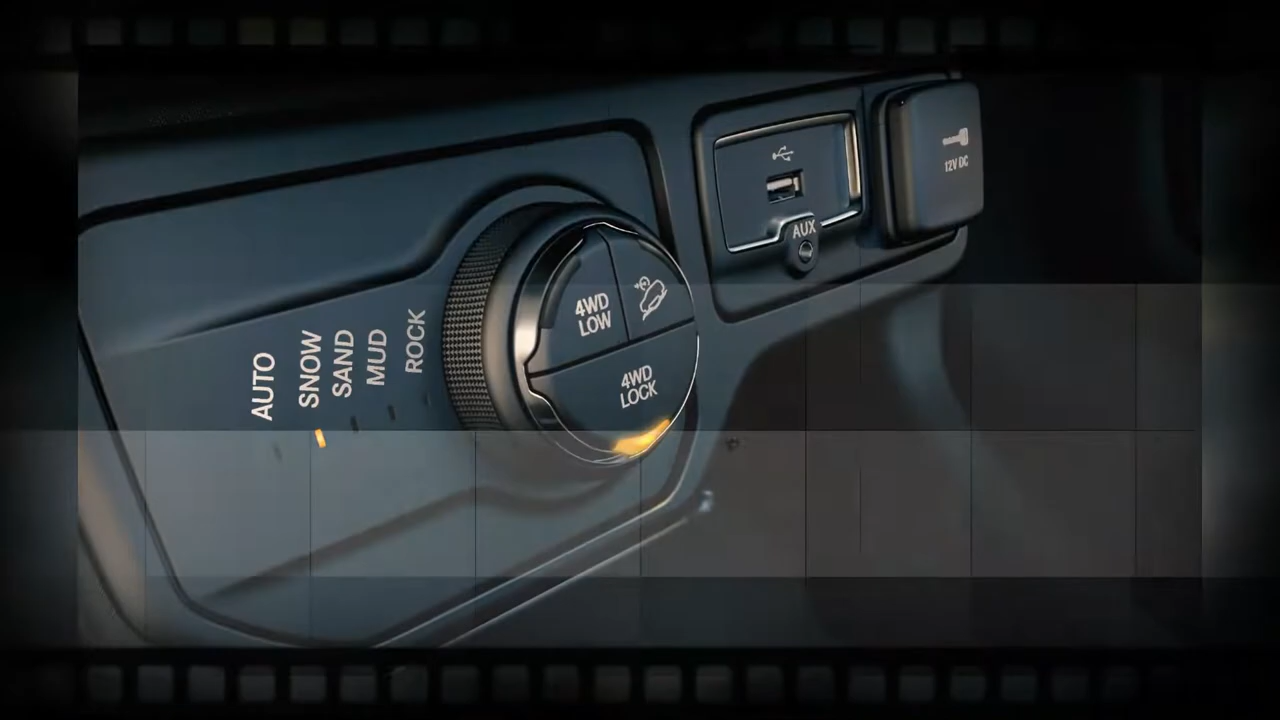 AUTO
SNOW
SAND
MUD
ROCK
4WD
LOW
4WD
LOCK
AUX
12V DC